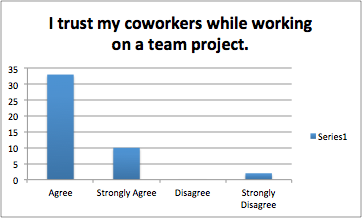 I trust my coworkers while working
on a team project.
35
30
25
20
15
10
5
0
Agree
Strongly Agree
Disagree
Strongly
Disagree
Series1